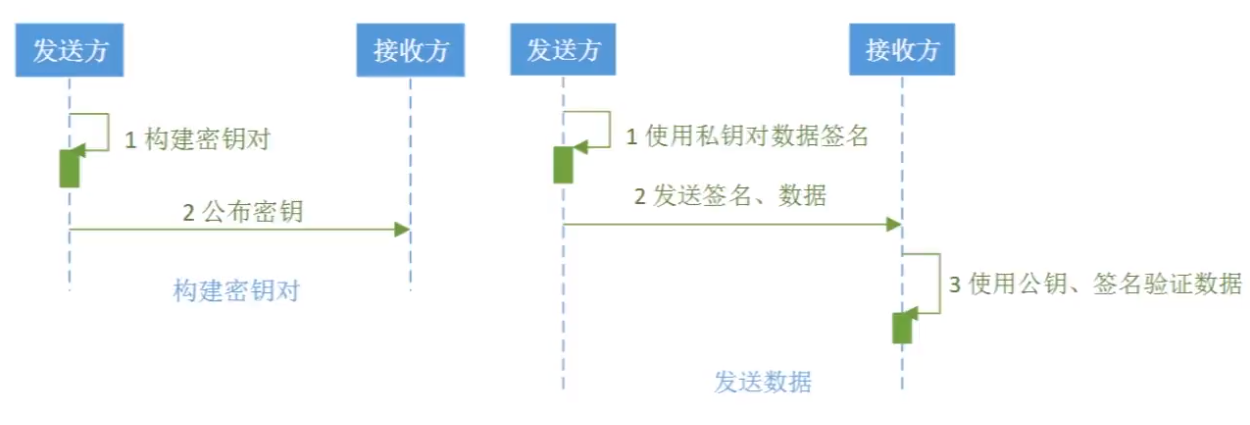 发送方
接收方
1 构建密钥对
2 公布密钥
构建密钥对
发送方
接收方
1 使用私钥对数据签名
2 发送签名、数据
3 使用公钥、签名验证数据
发送数据